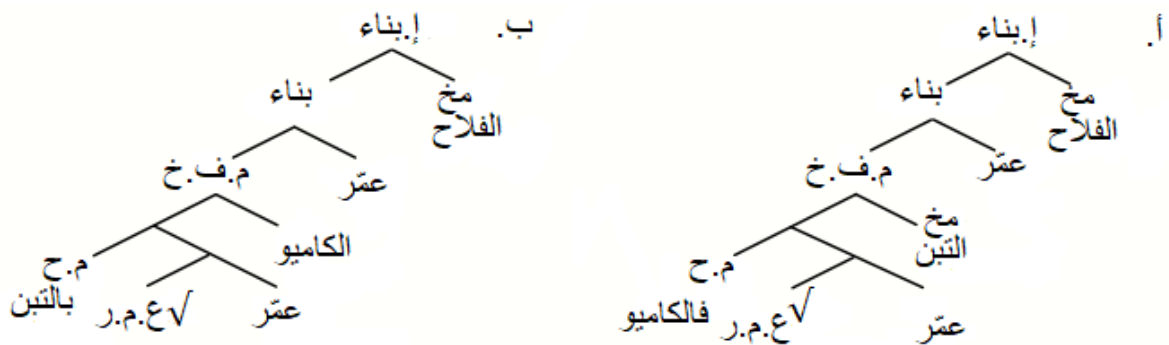 أ.
إ.بناء
مخ
الفلاح
بناء
عمّر
م.ف.خ
مخ
التبن
م.ح
فالكاميو
√ع.م.ر
عمّر
ب.
إ.بناء
مخ
الفلاح
بناء
عمّر
م.ف.خ
الكاميو
م.ح
بالتبن
√ع.م.ر
عمّر